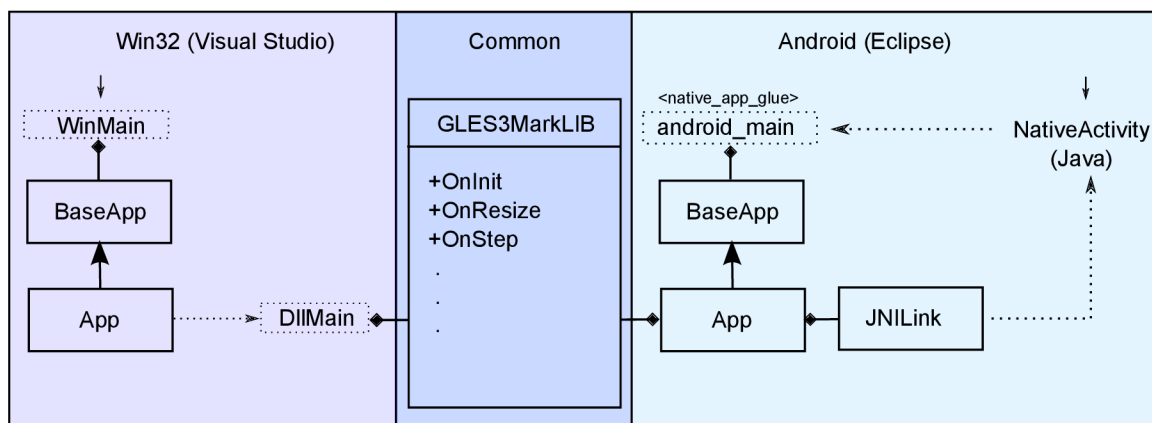 Win32 (Visual Studio)
Common
Android (Eclipse)
WinMain
BaseApp
App
DllMain
GLES3MarkLIB
+OnInit
+OnResize
+OnStep
.
.
.
<native_app_glue>
android_main
BaseApp
App
JNILink
NativeActivity
(Java)